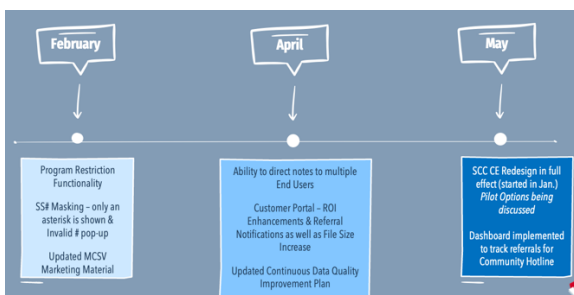 February
April
May
Program Restriction
Functionality
SS# Masking – only an
asterisk is shown &
Invalid # pop-up
Updated MCSV
Marketing Material
Ability to direct notes to multiple
End Users
Customer Portal – ROI
Enhancements & Referral
Notifications as well as File Size
Increase
Updated Continuous Data Quality
Improvement Plan
SCC CE Redesign in full
effect (started in Jan.)
Pilot Options being
discussed
Dashboard implemented
to track referrals for
Community Hotline